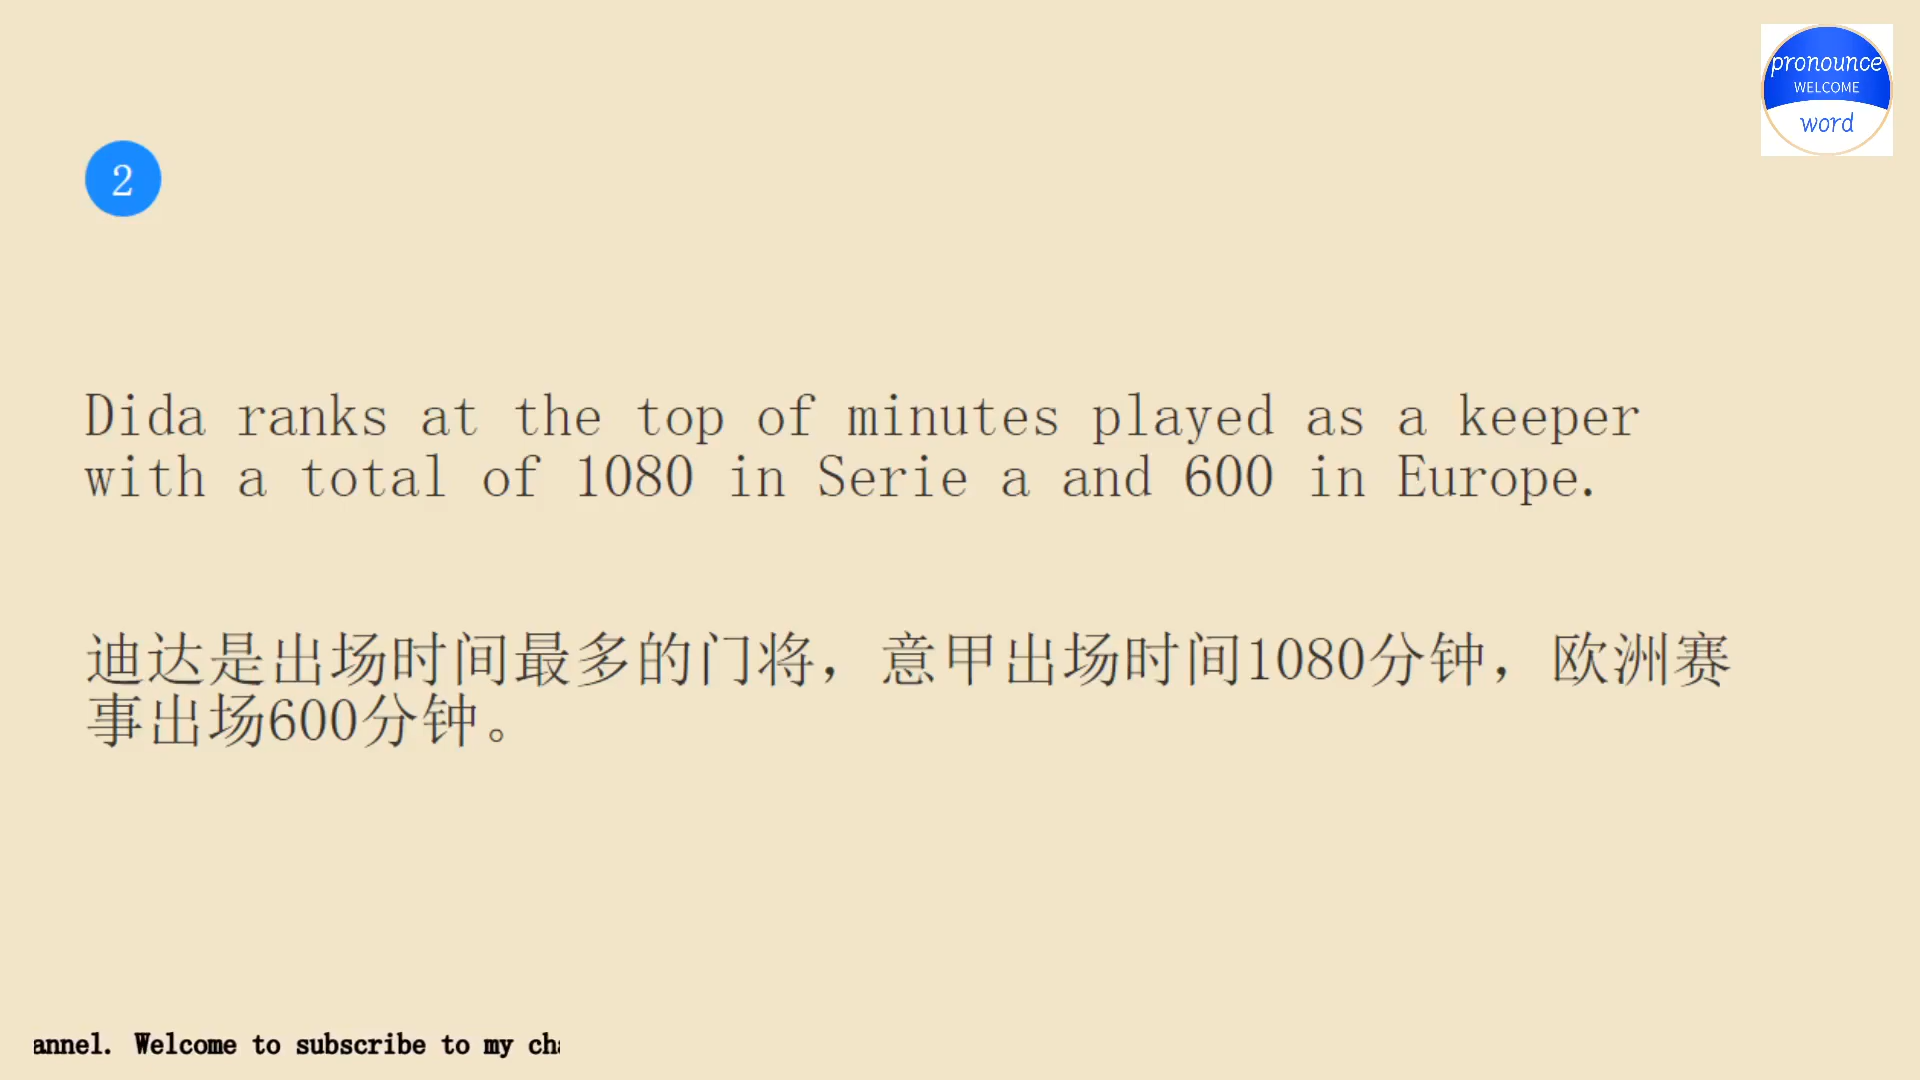 pronounce
WELCOME
word
2
Dida ranks at the top of minutes played as a keeper
with a total of 1080 in Serie a and 600 in Europe.
迪达是出场时间最多的门将，意甲出场时间1080分钟，欧洲赛
事出场600分钟。
annel. Welcome to subscribe to my cha